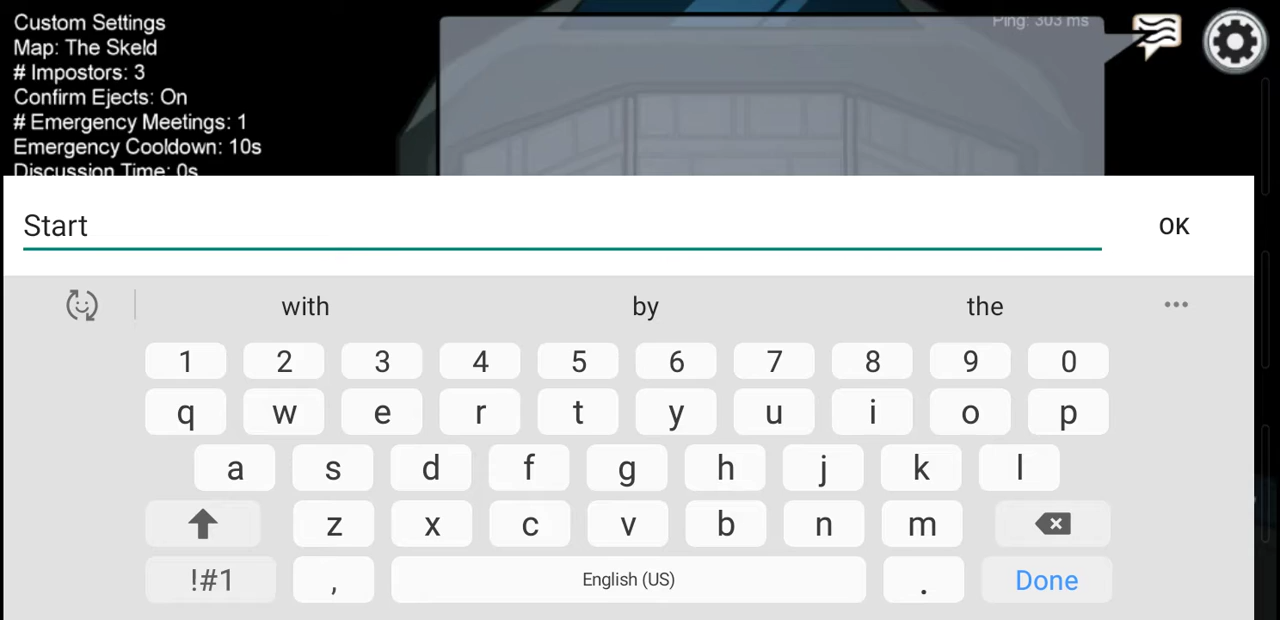 Custom Settings
Map: The Skeld
# Impostors: 3
Confirm Ejects: On
# Emergency Meetings: 1
Emergency Cooldown: 10s
Discussion Time: 0s
Ping: 303 ms
Start
OK
with by the
1 2 3 4 5 6 7 8 9 0
q w e r t y u i o p
a s d f g h j k l
z x c v b n m
!#1 , English (US) . Done